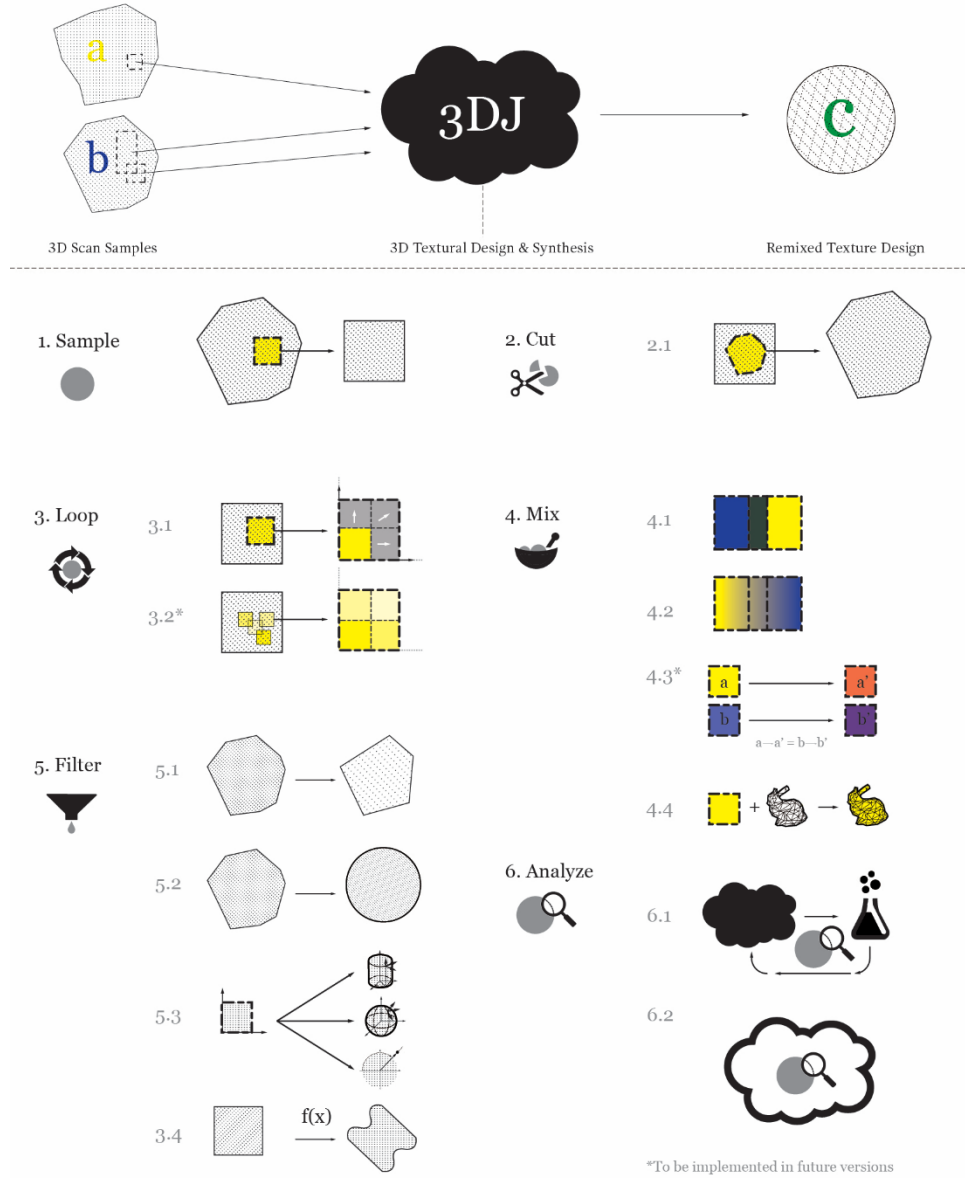 a
b
3DJ
c
3D Scan Samples
3D Textural Design & Synthesis
Remixed Texture Design
1. Sample
2. Cut
2.1
3. Loop
3.1
3.2*
4. Mix
4.1
4.2
4.3*
a
a'
b
b'
a—a' = b—b'
4.4
+
5. Filter
5.1
5.2
5.3
3.4
f(x)
6. Analyze
6.1
6.2
*To be implemented in future versions